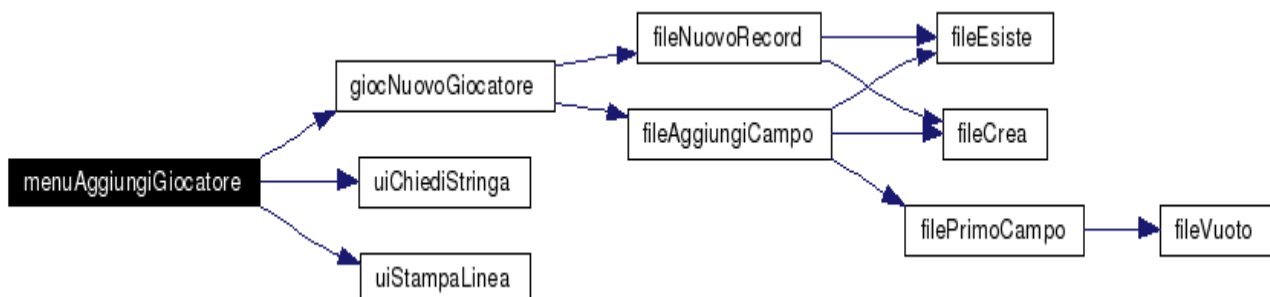 fileNuovoRecord
fileEsiste
giocNuovoGiocatore
fileAggiungiCampo
fileCrea
menuAggiungiGiocatore
uiChiediStringa
filePrimoCampo
fileVuoto
uiStampaLinea